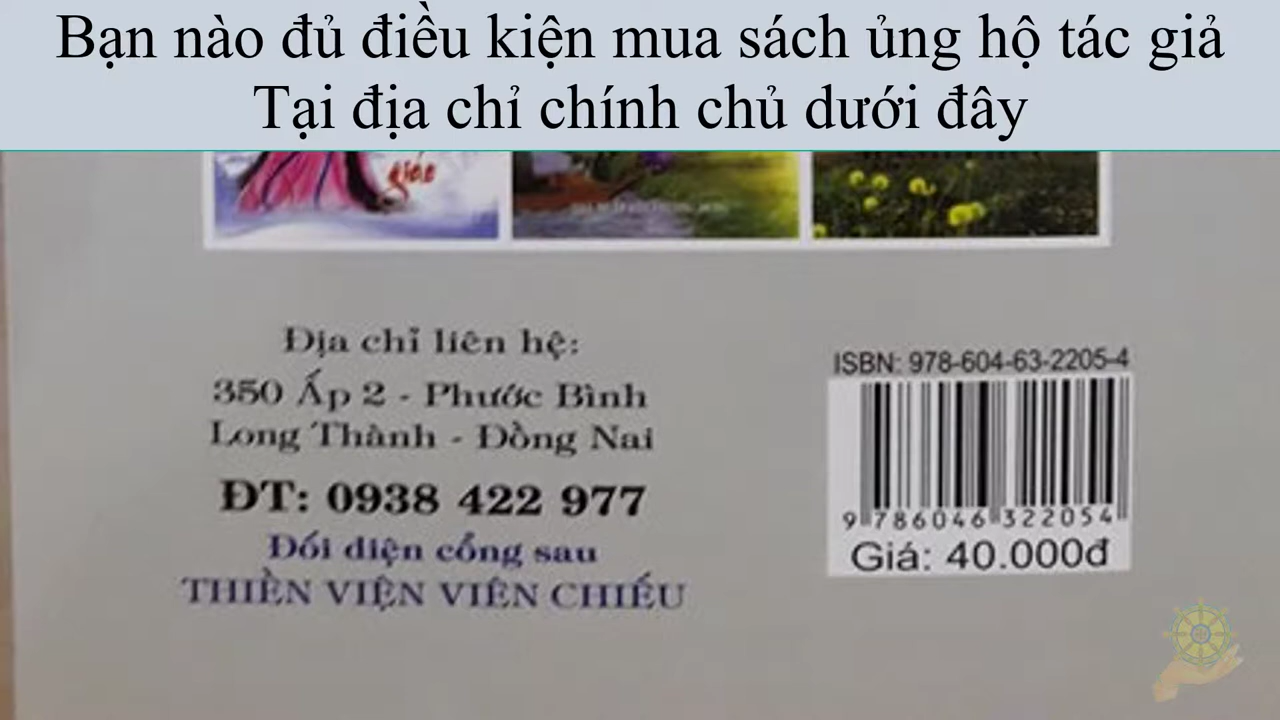 Bạn nào đủ điều kiện mua sách ủng hộ tác giả
Tại địa chỉ chính chủ dưới đây
giác
Địa chỉ liên hệ:
350 Ấp 2 - Phước Bình
Long Thành - Đồng Nai
ĐT: 0938 422 977
Đối diện cổng sau
THIỀN VIỆN VIÊN CHIẾU
ISBN: 978-604-63-2205-4
9 786046 322054
Giá: 40.000đ